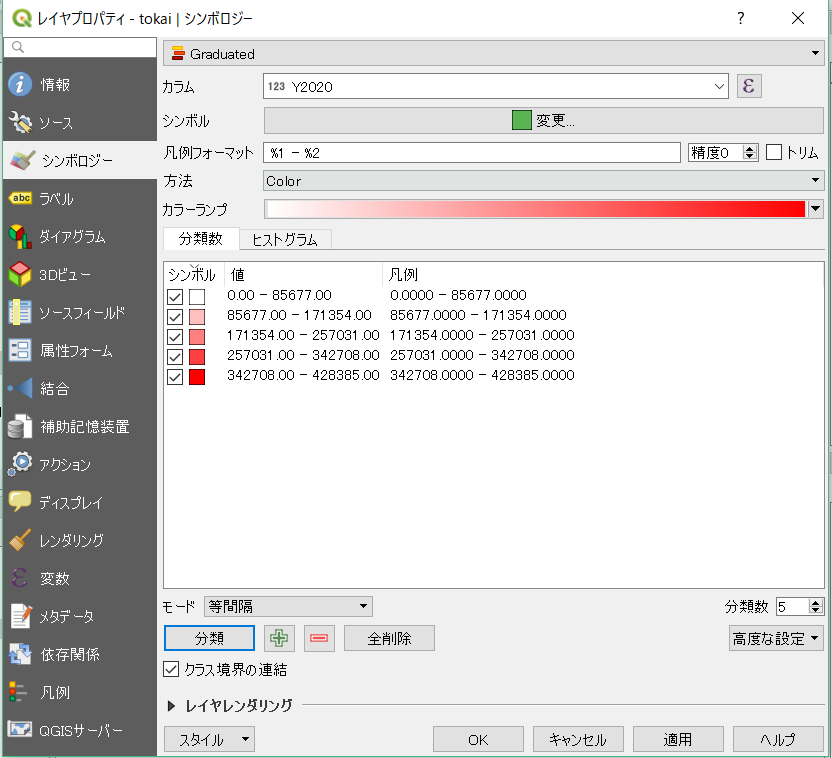 レイヤプロパティ - tokai | シンボロジー
?
Graduated
情報
ソース
シンボロジー
ラベル
ダイアグラム
3Dビュー
ソースフィールド
属性フォーム
結合
補助記憶装置
アクション
ディスプレイ
レンダリング
変数
メタデータ
依存関係
凡例
QGISサーバー
カラム 123 Y2020 ε
シンボル 変更...
凡例フォーマット %1 - %2 精度0 トリム
方法 Color
カラーランプ
分類数 ヒストグラム
シンボル 値 凡例
0.00 - 85677.00 0.0000 - 85677.0000
85677.00 - 171354.00 85677.0000 - 171354.0000
171354.00 - 257031.00 171354.0000 - 257031.0000
257031.00 - 342708.00 257031.0000 - 342708.0000
342708.00 - 428385.00 342708.0000 - 428385.0000
モード 等間隔 分類数 5
分類 全削除 高度な設定
クラス境界の連結
レイヤレンダリング
スタイル OK キャンセル 適用 ヘルプ